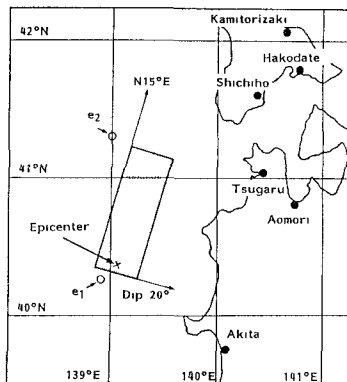 Kamitorizaki
42°N
Hakodate
Shichiho
N15°E
e2
41°N
Tsugaru
Aomori
Epicenter
x
Dip 20°
e1
40°N
Akita
139°E
140°E
141°E